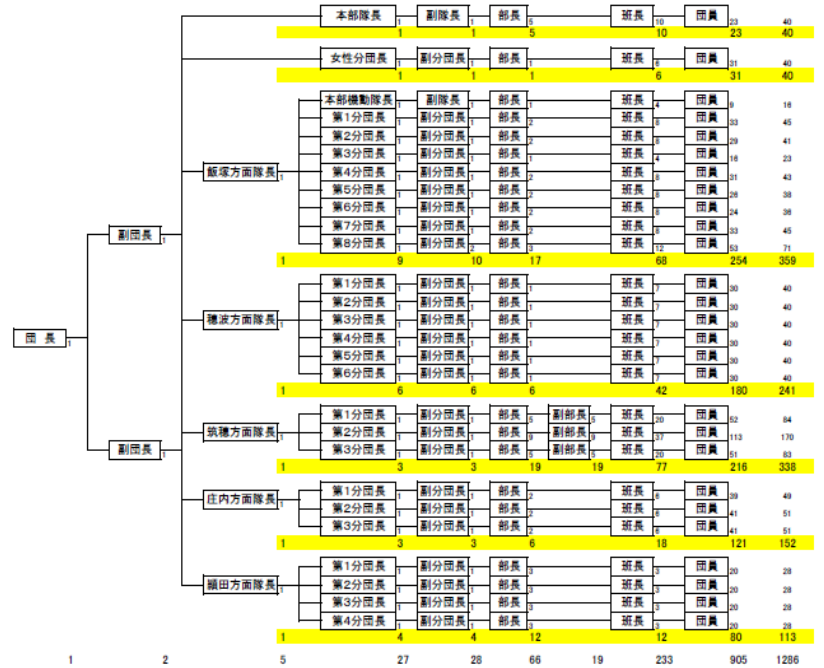 本部隊長 1 副隊長 1 部長 5 班長 10 団員 23 40
1 1 5 10 23 40
女性分団長 1 副分団長 1 部長 1 班長 6 団員 31 40
1 1 1 6 31 40
本部機動隊長 1 副隊長 1 部長 1 班長 4 団員 9 16
第1分団長 1 副分団長 1 部長 2 班長 8 団員 33 45
第2分団長 1 副分団長 1 部長 2 班長 8 団員 29 41
第3分団長 1 副分団長 1 部長 1 班長 4 団員 16 23
飯塚方面隊長 1 第4分団長 1 副分団長 1 部長 2 班長 8 団員 31 43
第5分団長 1 副分団長 1 部長 2 班長 8 団員 26 38
第6分団長 1 副分団長 1 部長 2 班長 8 団員 24 36
第7分団長 1 副分団長 1 部長 2 班長 8 団員 33 45
副団長 1 第8分団長 1 副分団長 2 部長 3 班長 12 団員 53 71
1 9 10 17 68 254 359
第1分団長 1 副分団長 1 部長 1 班長 7 団員 30 40
第2分団長 1 副分団長 1 部長 1 班長 7 団員 30 40
穂波方面隊長 1 第3分団長 1 副分団長 1 部長 1 班長 7 団員 30 40
団 長 1 第4分団長 1 副分団長 1 部長 1 班長 7 団員 30 40
第5分団長 1 副分団長 1 部長 1 班長 7 団員 30 40
第6分団長 1 副分団長 1 部長 1 班長 7 団員 30 40
1 6 6 6 42 180 241
第1分団長 1 副分団長 1 部長 5 副部長 5 班長 20 団員 52 84
筑穂方面隊長 1 第2分団長 1 副分団長 1 部長 9 副部長 9 班長 37 団員 113 170
副団長 1 第3分団長 1 副分団長 1 部長 5 副部長 5 班長 20 団員 51 83
1 3 3 19 19 77 216 338
第1分団長 1 副分団長 1 部長 2 班長 6 団員 39 49
庄内方面隊長 1 第2分団長 1 副分団長 1 部長 2 班長 6 団員 41 51
第3分団長 1 副分団長 1 部長 2 班長 6 団員 41 51
1 3 3 6 18 121 152
第1分団長 1 副分団長 1 部長 3 班長 3 団員 20 28
頴田方面隊長 1 第2分団長 1 副分団長 1 部長 3 班長 3 団員 20 28
第3分団長 1 副分団長 1 部長 3 班長 3 団員 20 28
第4分団長 1 副分団長 1 部長 3 班長 3 団員 20 28
1 4 4 12 12 80 113
1 2 5 27 28 66 19 233 905 1286